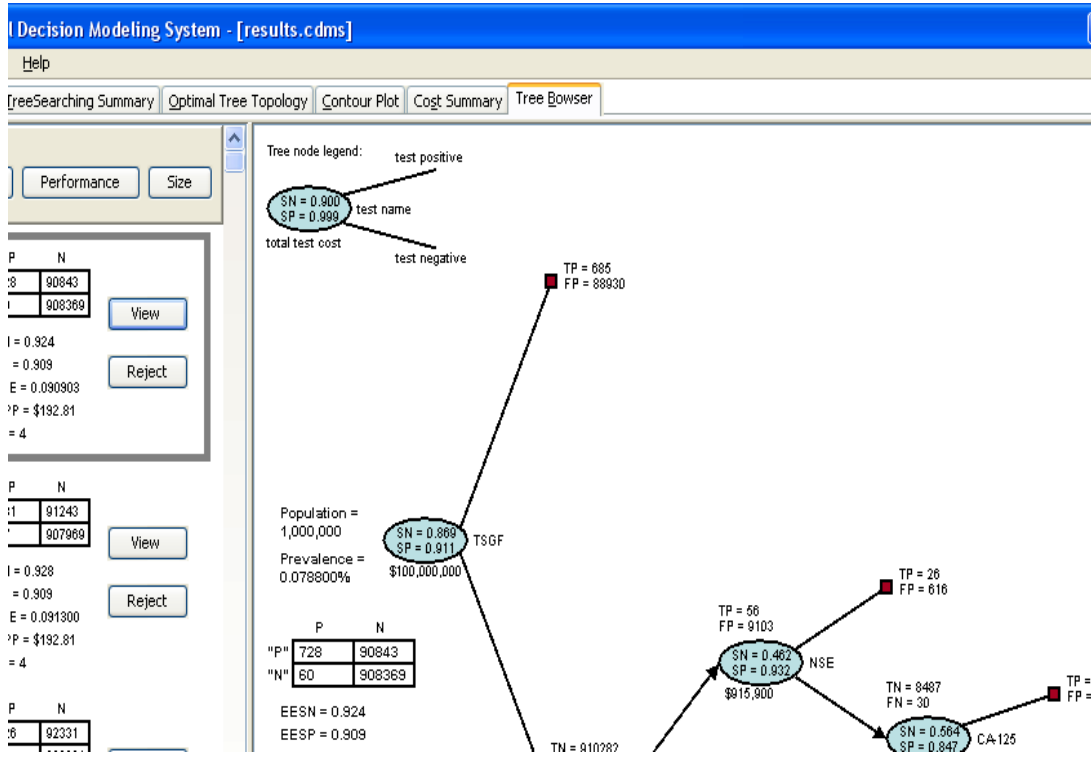 l Decision Modeling System - [results.cdms]
Help
TreeSearching Summary
Optimal Tree Topology
Contour Plot
Cost Summary
Tree Bowser
Performance
Size
P N
28 90843
908369
View
Reject
N = 0.924
= 0.909
E = 0.090903
PP = $192.81
= 4
P N
31 91243
907969
View
Reject
N = 0.928
= 0.909
E = 0.091300
PP = $192.81
= 4
P N
26 92331
Tree node legend:
test positive
SN = 0.900
SP = 0.999
test name
total test cost
test negative
TP = 685
FP = 88930
Population =
1,000,000
Prevalence =
0.078800%
SN = 0.869
SP = 0.911
TSGF
$100,000,000
P N
"P" 728 90843
"N" 60 908369
EESN = 0.924
EESP = 0.909
TN = 910282
TP = 56
FP = 9103
SN = 0.462
SP = 0.932
NSE
$915,900
TP = 26
FP = 616
TN = 8487
FN = 30
SN = 0.564
SP = 0.847
CA-125
TP =
FP =